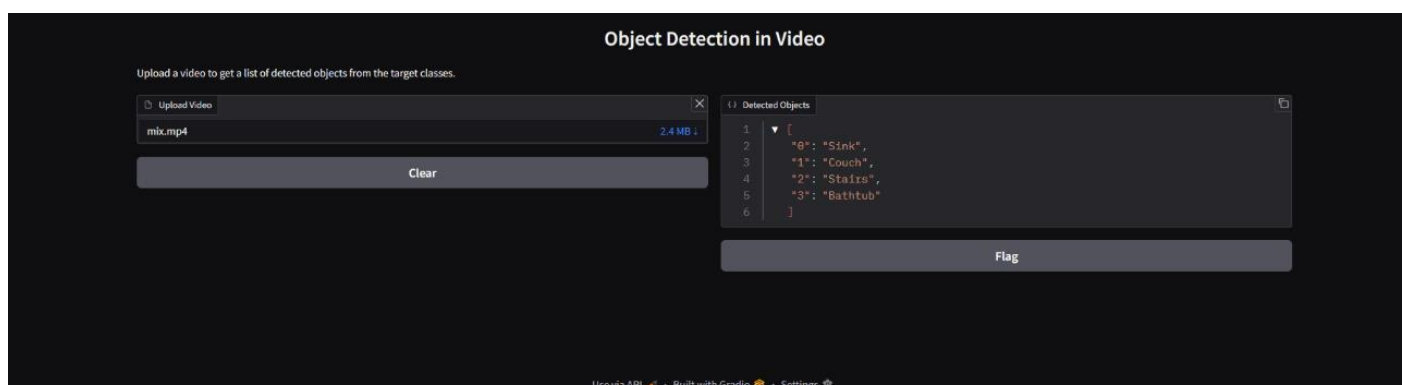 Object Detection in Video
Upload a video to get a list of detected objects from the target classes.
Upload Video
mix.mp4 2.4 MB ↓
Clear
Detected Objects
1 ▼ [
2 "0": "Sink",
3 "1": "Couch",
4 "2": "Stairs",
5 "3": "Bathtub"
6 ]
Flag
Use via API · Built with Gradio · Settings